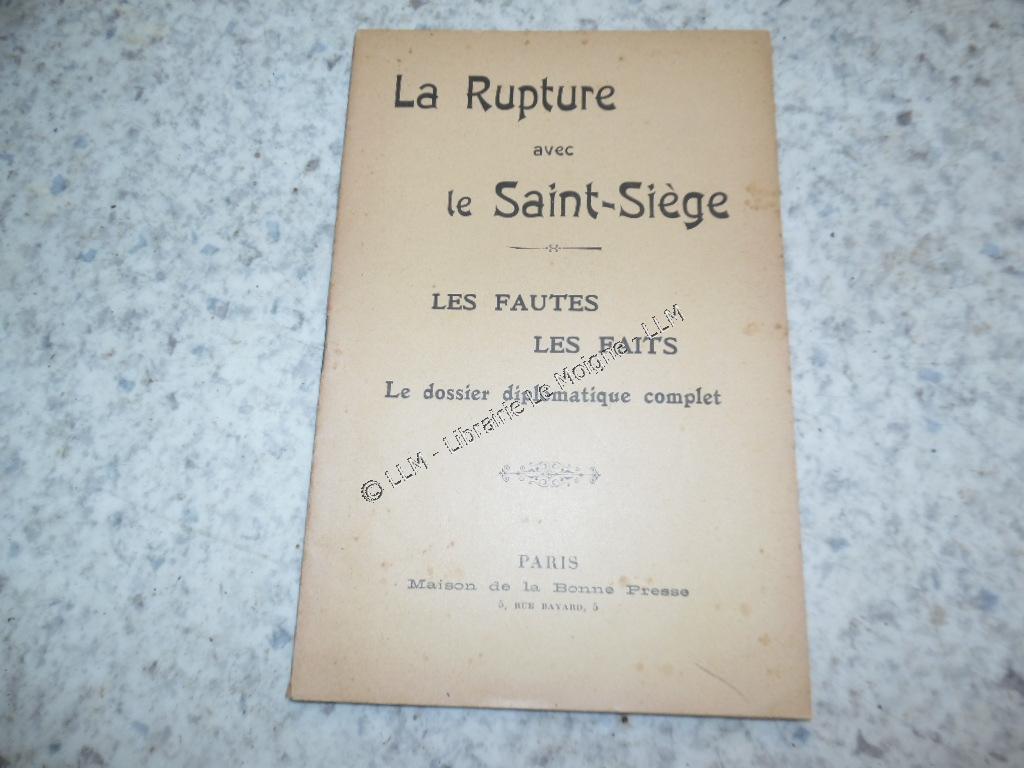 La Rupture
avec
le Saint-Siège
LES FAUTES
LES FAITS
Le dossier diplomatique complet
© LLM - Librairie Le Moigne - LLM
PARIS
Maison de la Bonne Presse
5, RUE BAYARD, 5